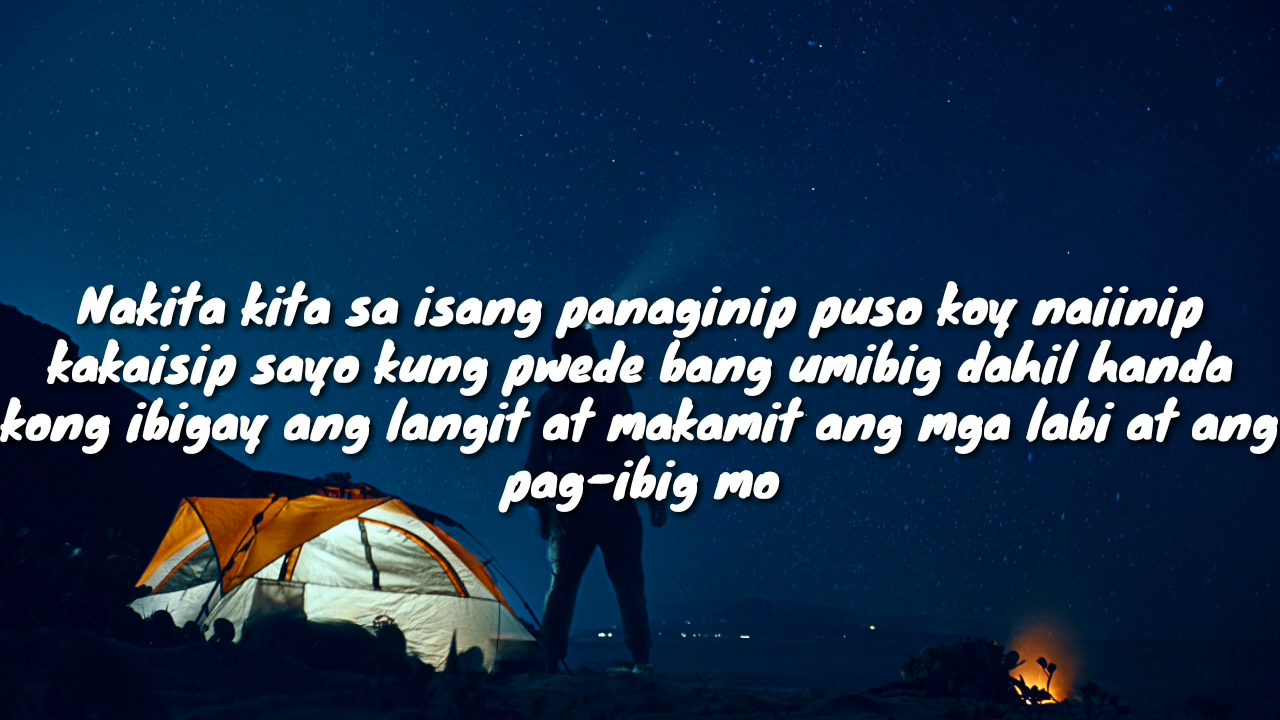 Nakita kita sa isang panaginip puso koy naiinip
kakaisip sayo kung pwede bang umibig dahil handa
kong ibigay ang langit at makamit ang mga labi at ang
pag-ibig mo